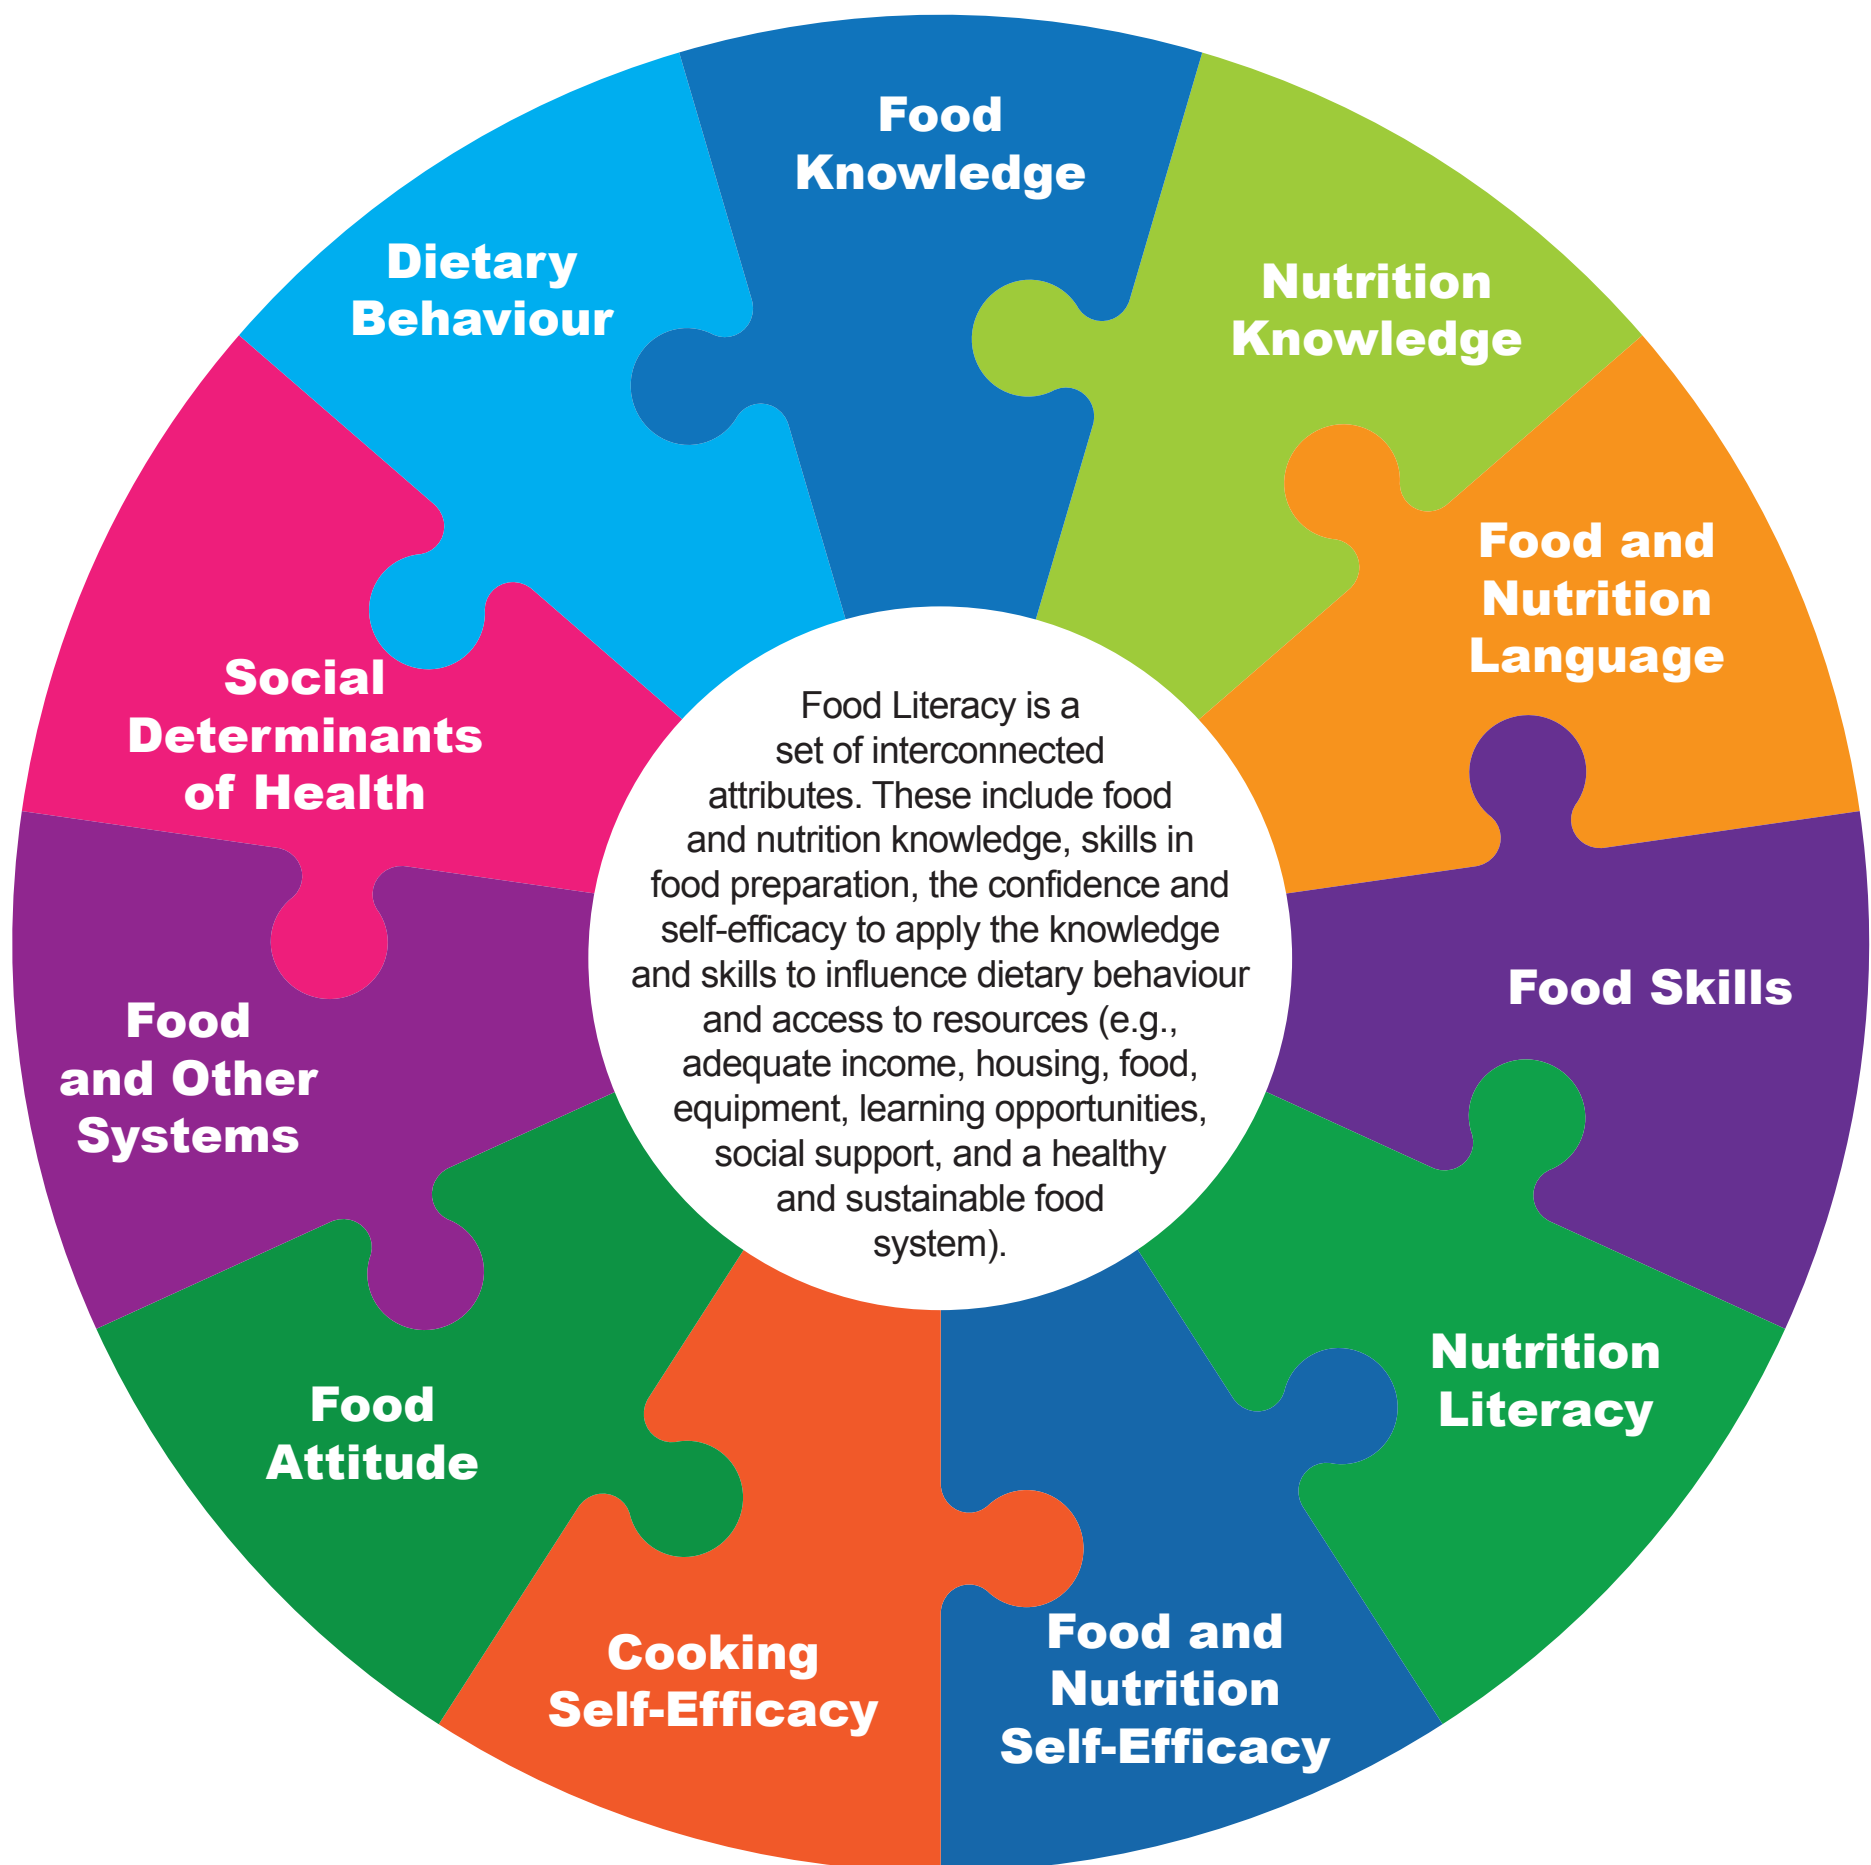 Food
Knowledge
Nutrition
Knowledge
Food and
Nutrition
Language
Food Skills
Nutrition
Literacy
Food and
Nutrition
Self-Efficacy
Cooking
Self-Efficacy
Food
Attitude
Food
and Other
Systems
Social
Determinants
of Health
Dietary
Behaviour
Food Literacy is a
set of interconnected
attributes. These include food
and nutrition knowledge, skills in
food preparation, the confidence and
self-efficacy to apply the knowledge
and skills to influence dietary behaviour
and access to resources (e.g.,
adequate income, housing, food,
equipment, learning opportunities,
social support, and a healthy
and sustainable food
system).